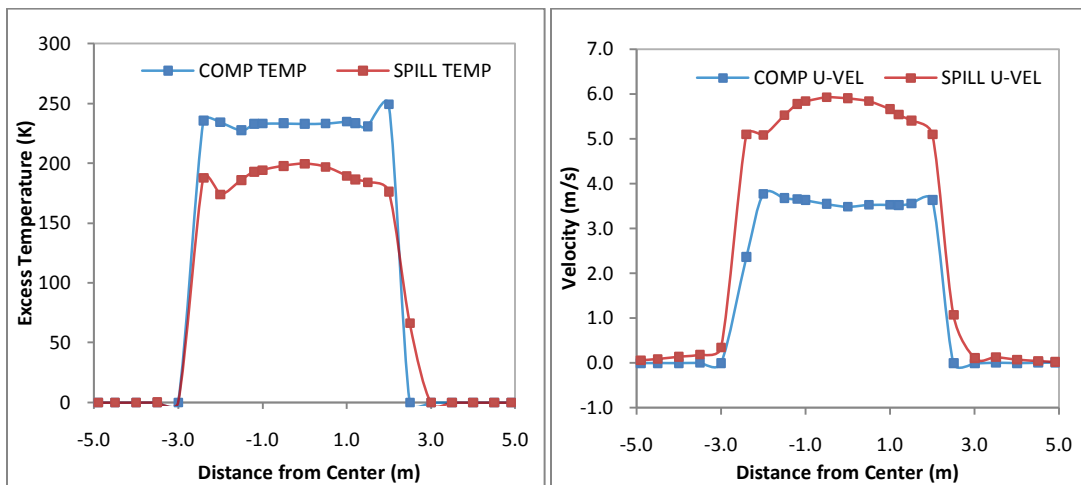 300
250
200
150
100
50
0
Excess Temperature (K)
COMP TEMP
SPILL TEMP
-5.0 -3.0 -1.0 1.0 3.0 5.0
Distance from Center (m)
7.0
6.0
5.0
4.0
3.0
2.0
1.0
0.0
-1.0
Velocity (m/s)
COMP U-VEL
SPILL U-VEL
-5.0 -3.0 -1.0 1.0 3.0 5.0
Distance from Center (m)